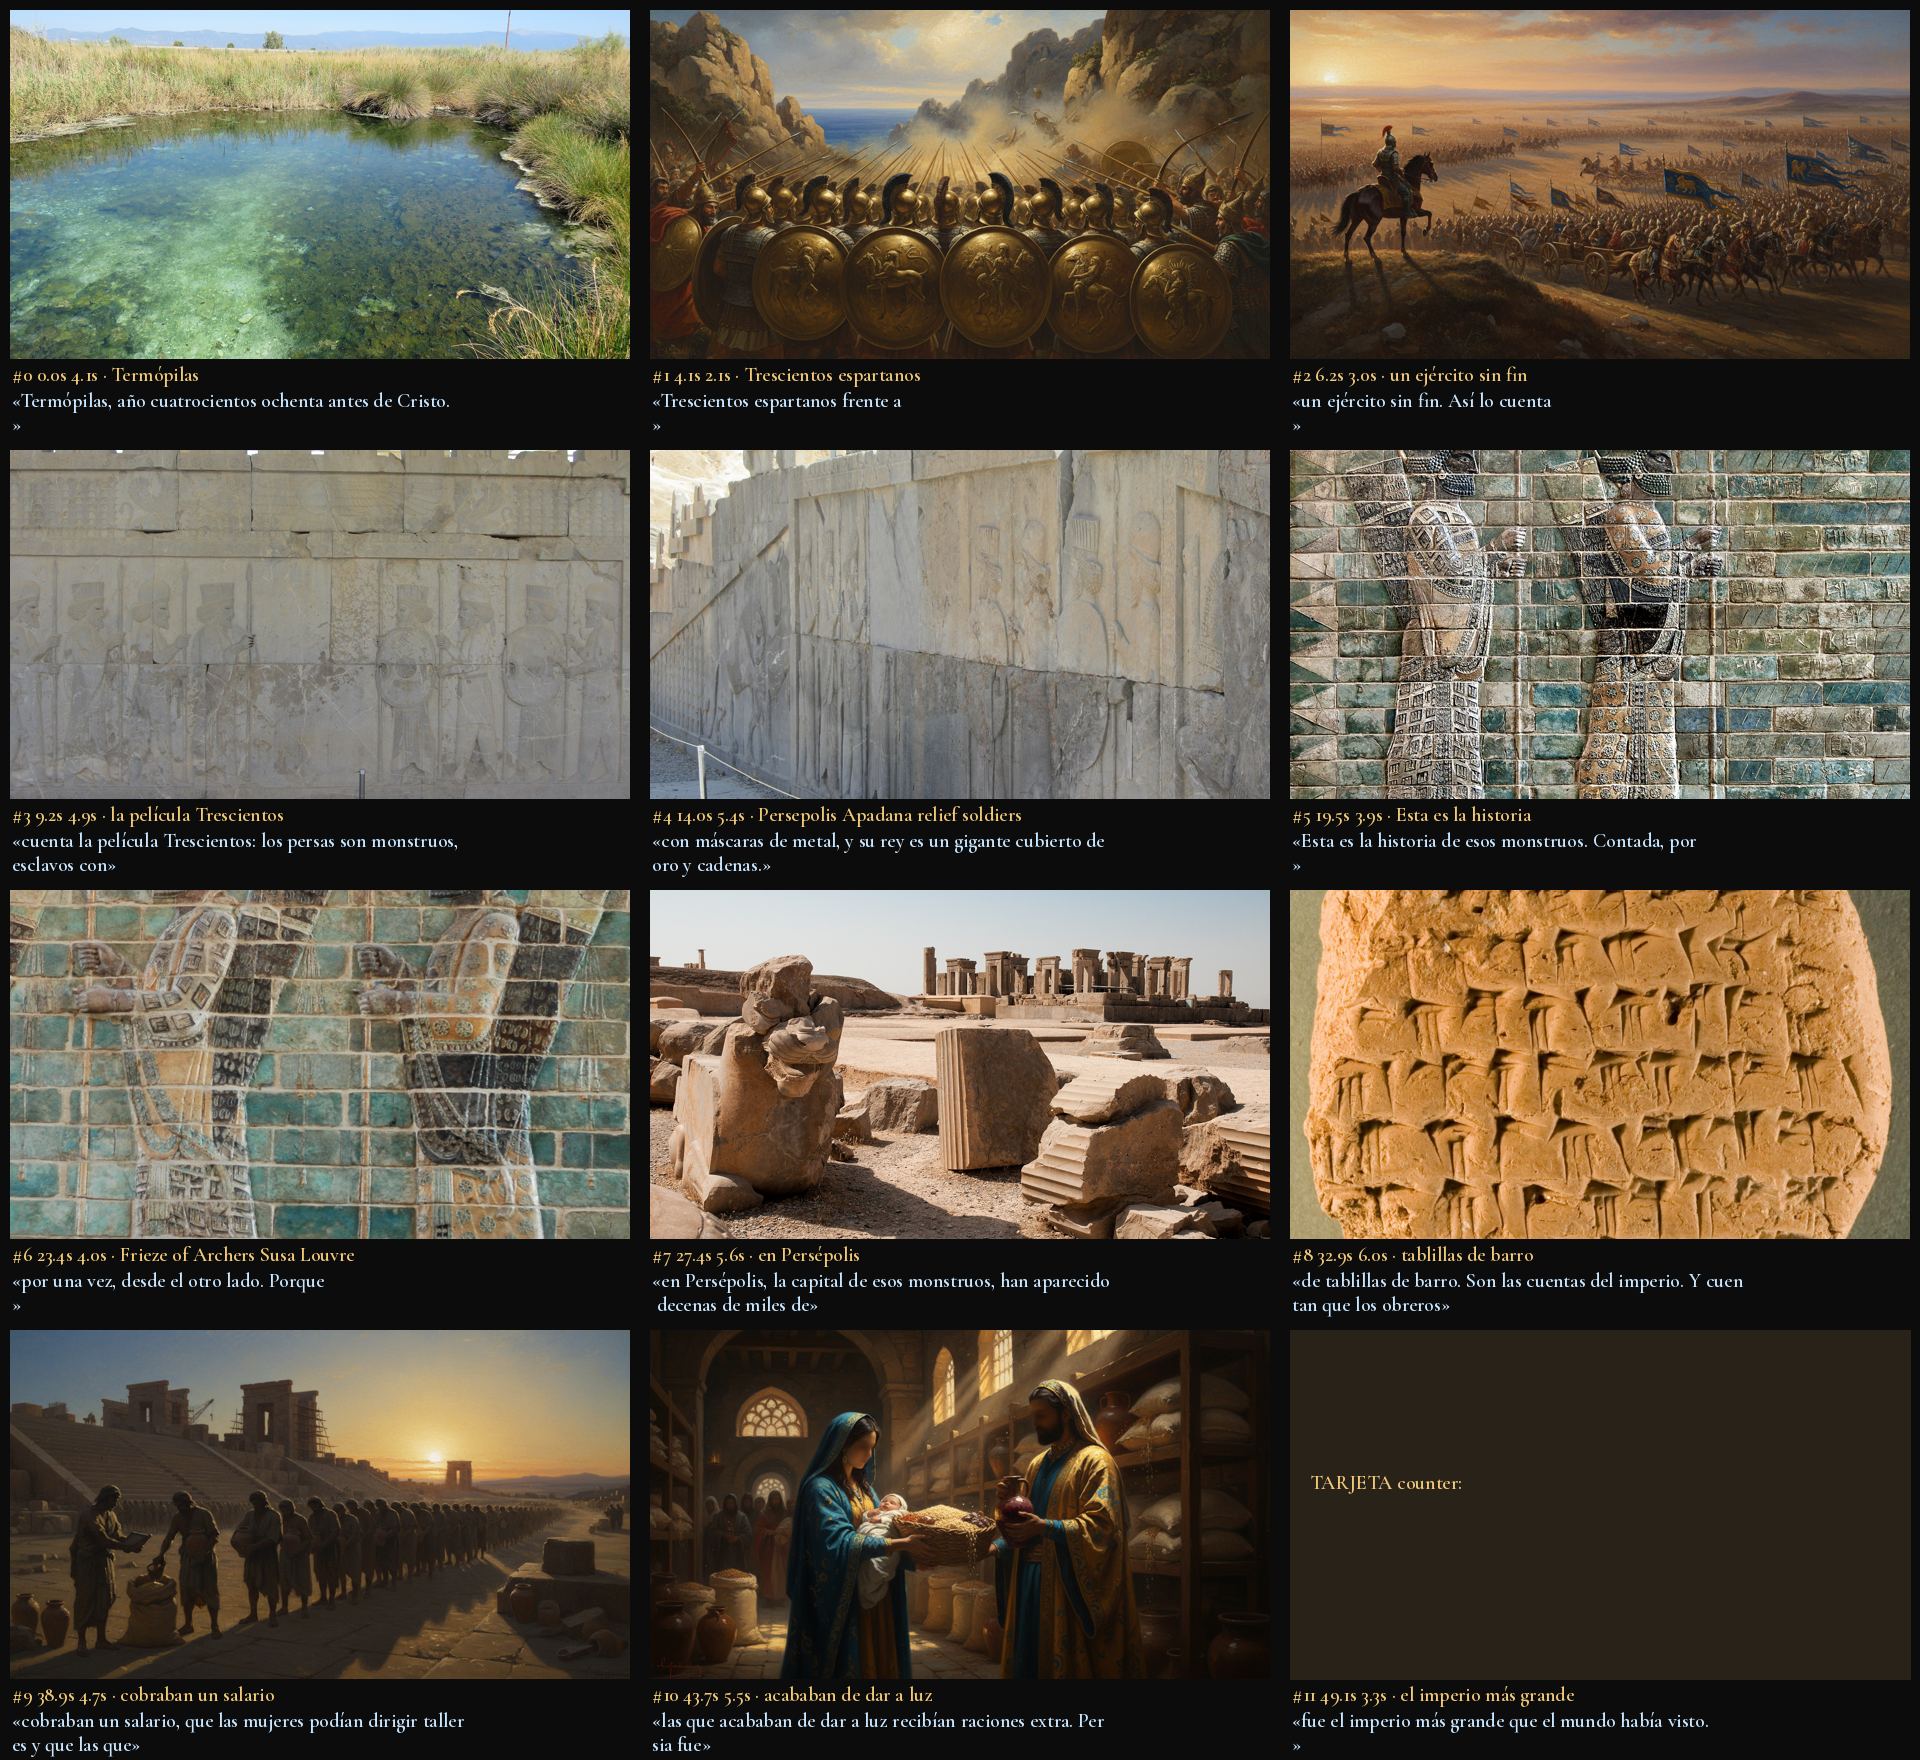 #0 0.0s 4.1s · Termópilas
«Termópilas, año cuatrocientos ochenta antes de Cristo.
»
#1 4.1s 2.1s · Trescientos espartanos
«Trescientos espartanos frente a
»
#2 6.2s 3.0s · un ejército sin fin
«un ejército sin fin. Así lo cuenta
»
#3 9.2s 4.9s · la película Trescientos
«cuenta la película Trescientos: los persas son monstruos,
esclavos con»
#4 14.0s 5.4s · Persepolis Apadana relief soldiers
«con máscaras de metal, y su rey es un gigante cubierto de
oro y cadenas.»
#5 19.5s 3.9s · Esta es la historia
«Esta es la historia de esos monstruos. Contada, por
»
#6 23.4s 4.0s · Frieze of Archers Susa Louvre
«por una vez, desde el otro lado. Porque
»
#7 27.4s 5.6s · en Persépolis
«en Persépolis, la capital de esos monstruos, han aparecido
decenas de miles de»
#8 32.9s 6.0s · tablillas de barro
«de tablillas de barro. Son las cuentas del imperio. Y cuen
tan que los obreros»
TARJETA counter:
#9 38.9s 4.7s · cobraban un salario
«cobraban un salario, que las mujeres podían dirigir taller
es y que las que»
#10 43.7s 5.5s · acababan de dar a luz
«las que acababan de dar a luz recibían raciones extra. Per
sia fue»
#11 49.1s 3.3s · el imperio más grande
«fue el imperio más grande que el mundo había visto.
»